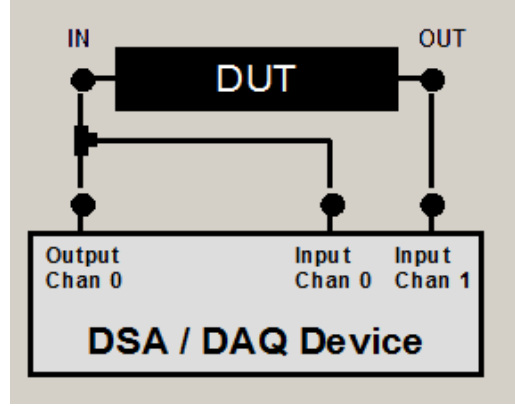 IN
OUT
DUT
Output
Chan 0
Input
Chan 0
Input
Chan 1
DSA / DAQ Device